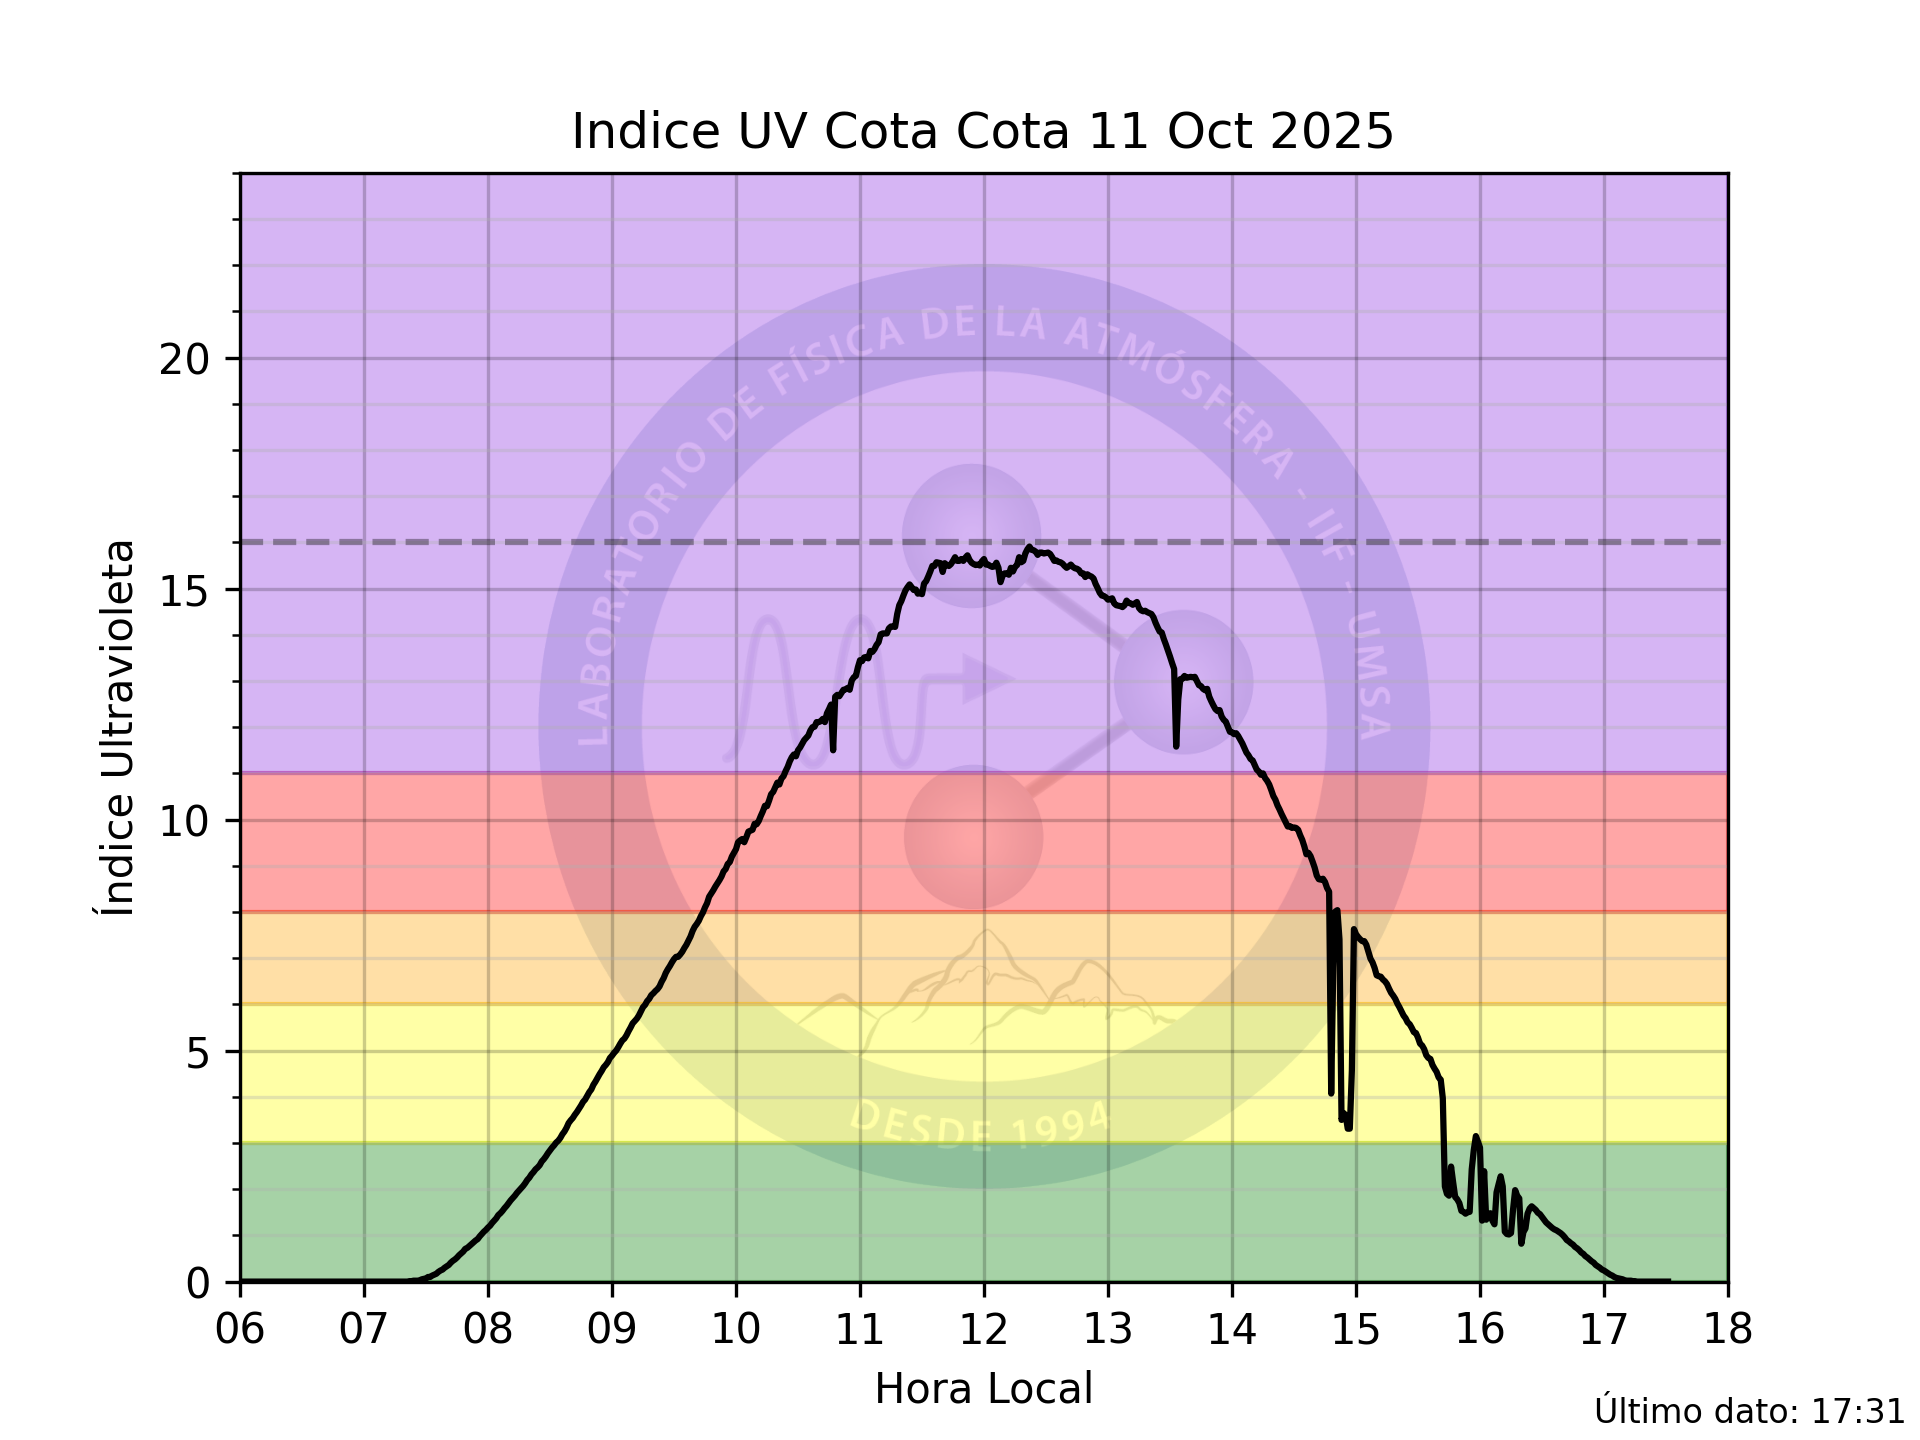 Indice UV Cota Cota 11 Oct 2025
LABORATORIO DE FÍSICA DE LA ATMÓSFERA - IIF - UMSA
DESDE 1994
Índice Ultravioleta
20
15
10
5
0
06 07 08 09 10 11 12 13 14 15 16 17 18
Hora Local
Último dato: 17:31